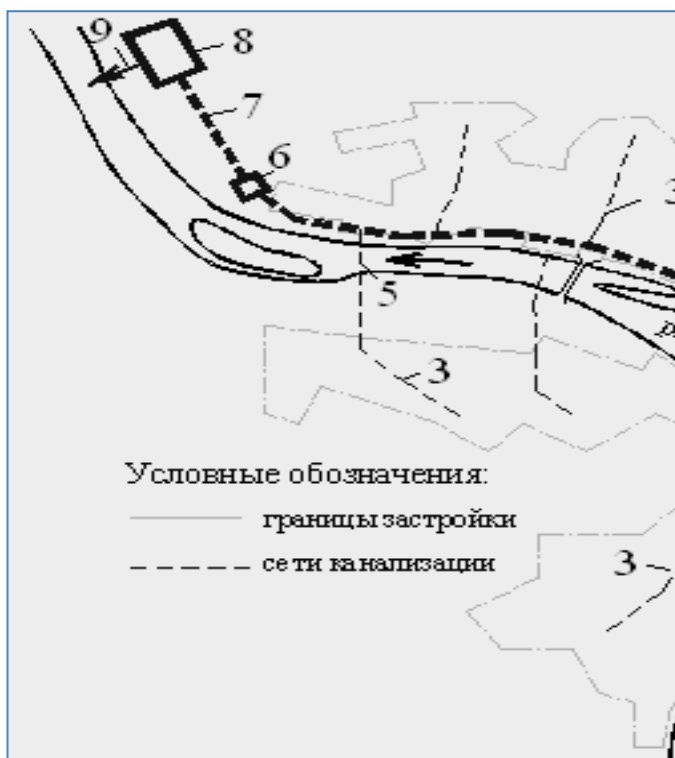 9
8
7
6
3
5
3
р
Условные обозначения:
границы застройки
сети канализации
3